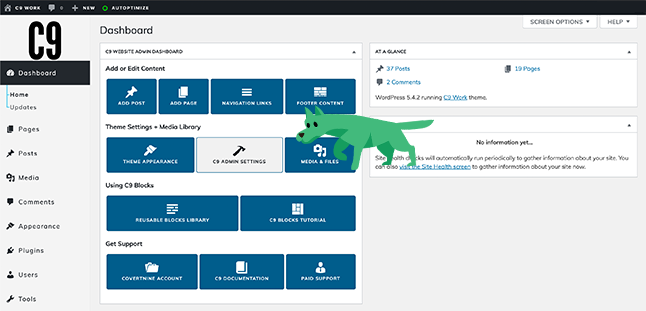 C9 WORK 0 + NEW AUTOPTIMIZE
C9
Dashboard
Home
Updates
Pages
Posts
Media
Comments
Appearance
Plugins
Users
Tools
SCREEN OPTIONS HELP
Dashboard
C9 WEBSITE ADMIN DASHBOARD
Add or Edit Content
ADD POST ADD PAGE NAVIGATION LINKS FOOTER CONTENT
Theme Settings + Media Library
THEME APPEARANCE C9 ADMIN SETTINGS MEDIA & FILES
Using C9 Blocks
REUSABLE BLOCKS LIBRARY C9 BLOCKS TUTORIAL
Get Support
COVERTNINE ACCOUNT C9 DOCUMENTATION PAID SUPPORT
AT A GLANCE
37 Posts 19 Pages
2 Comments
WordPress 5.4.2 running C9 Work theme.
No information yet...
Site health checks will automatically run periodically to gather information about your site. You
can also visit the Site Health screen to gather information about your site now.